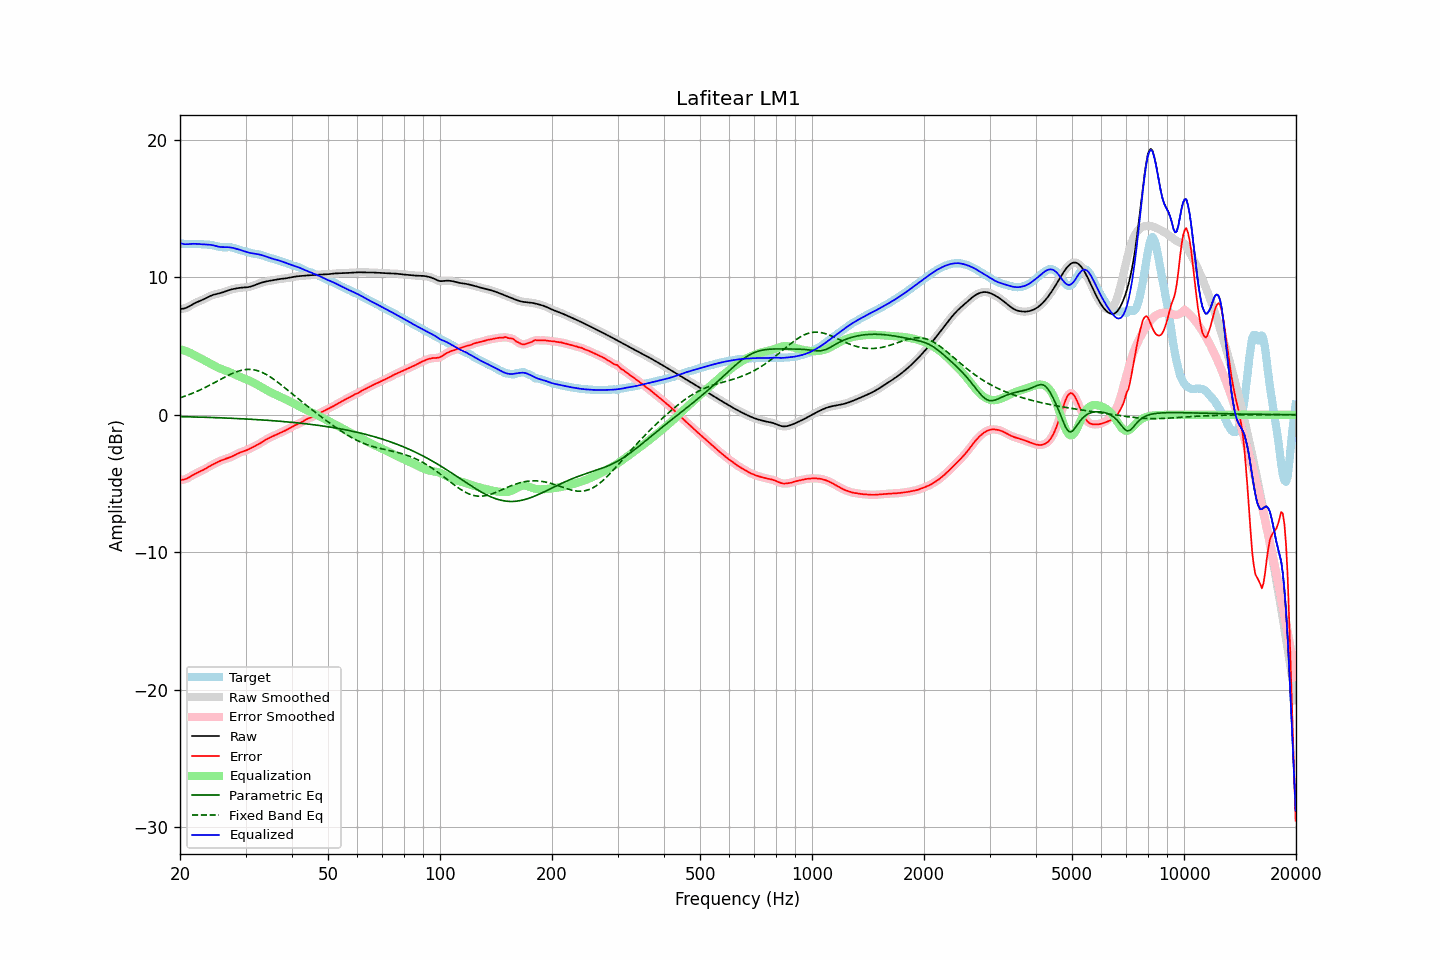 Lafitear LM1
20
10
0
−10
−20
−30
Amplitude (dBr)
Target
Raw Smoothed
Error Smoothed
Raw
Error
Equalization
Parametric Eq
Fixed Band Eq
Equalized
20 50 100 200 500 1000 2000 5000 10000 20000
Frequency (Hz)